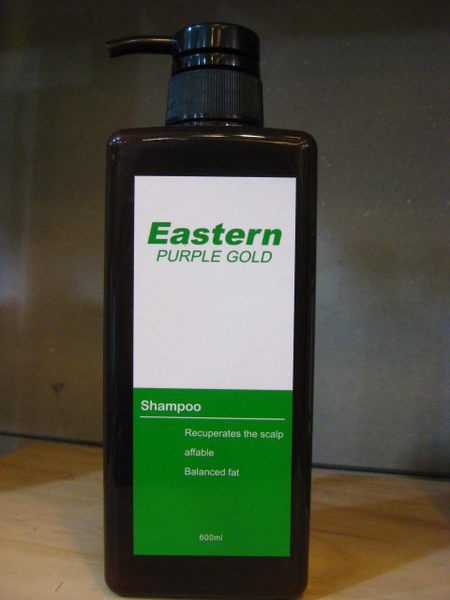 Eastern
PURPLE GOLD
Shampoo
Recuperates the scalp
affable
Balanced fat
600ml